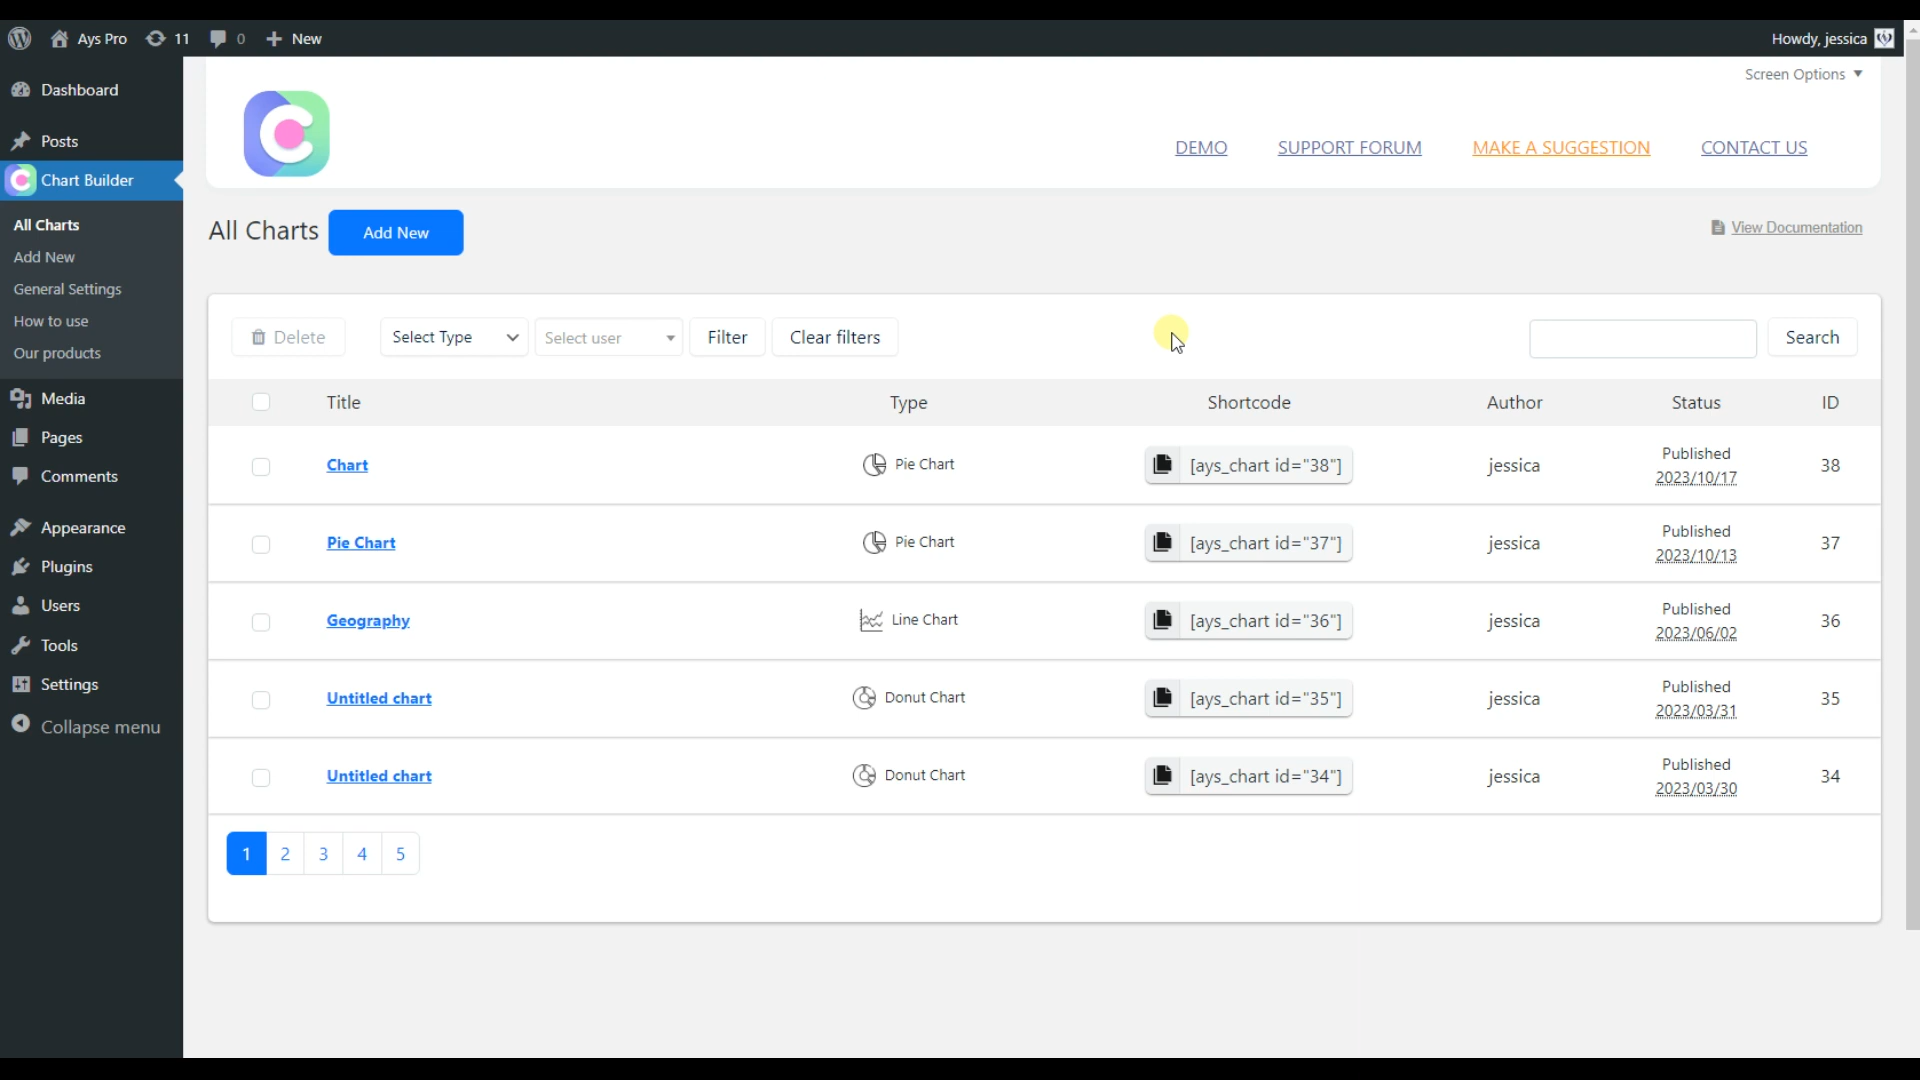 Ays Pro 11 0 New Howdy, jessica
Screen Options
Dashboard
Posts
Chart Builder
All Charts
Add New
General Settings
How to use
Our products
Media
Pages
Comments
Appearance
Plugins
Users
Tools
Settings
Collapse menu
DEMO SUPPORT FORUM MAKE A SUGGESTION CONTACT US
All Charts Add New View Documentation
Delete Select Type Select user Filter Clear filters Search
Title Type Shortcode Author Status ID
Chart Pie Chart [ays_chart id="38"] jessica Published 38
2023/10/17
Pie Chart Pie Chart [ays_chart id="37"] jessica Published 37
2023/10/13
Geography Line Chart [ays_chart id="36"] jessica Published 36
2023/06/02
Untitled chart Donut Chart [ays_chart id="35"] jessica Published 35
2023/03/31
Untitled chart Donut Chart [ays_chart id="34"] jessica Published 34
2023/03/30
1 2 3 4 5